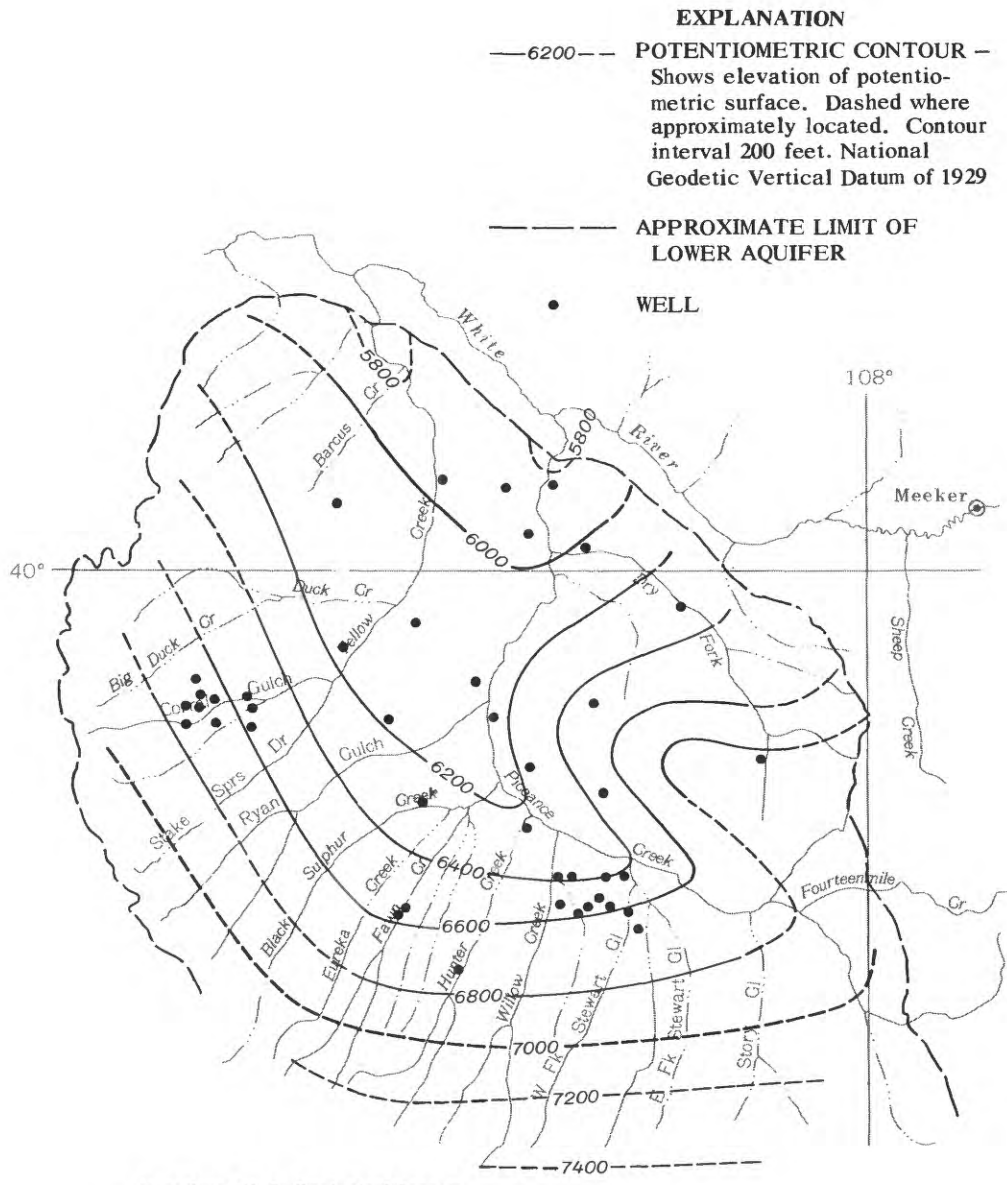 EXPLANATION
—6200—— POTENTIOMETRIC CONTOUR –
Shows elevation of potentio-
metric surface. Dashed where
approximately located. Contour
interval 200 feet. National
Geodetic Vertical Datum of 1929
APPROXIMATE LIMIT OF
LOWER AQUIFER
WELL
White
River
5800
5800
108°
Barcus
Gr
Creek
Meeker
6000
40°
Duck Cr
Dry
Fork
Big Duck Cr
Yellow
Sheep
Creek
Gulch
Sprs Dr
Gulch
Ryan
Stake
6200
Piceance
Creek
Creek
Sulphur
6400
Creek
Creek
Cr
Creek
Fourteenmile
Cr
Black
Eureka
Fawn
6600
Creek
Hunter
Willow
6800
W Fk Stewart Gl
E Fk Stewart Gl
Story Gl
7000
7200
7400